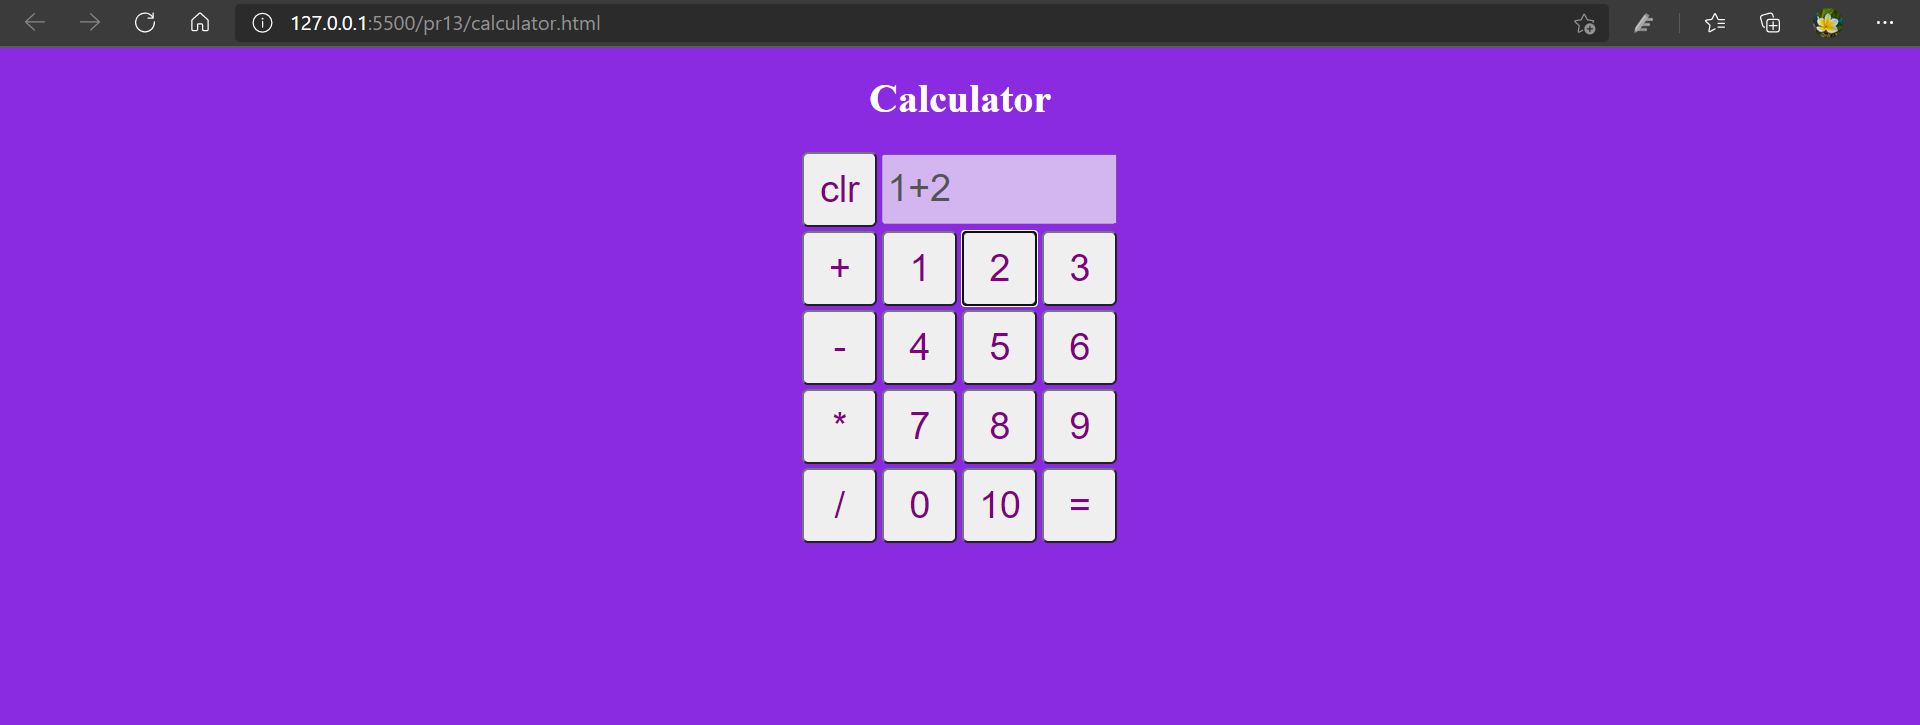 127.0.0.1:5500/pr13/calculator.html
Calculator
clr 1+2
+ 1 2 3
- 4 5 6
* 7 8 9
/ 0 10 =